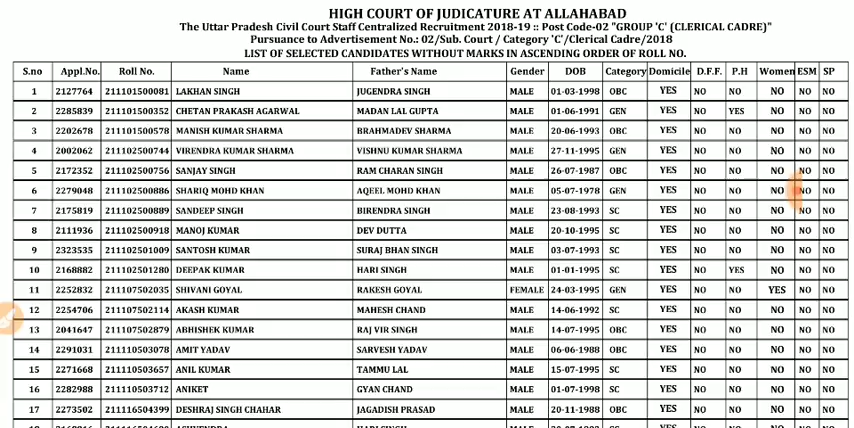 HIGH COURT OF JUDICATURE AT ALLAHABAD
The Uttar Pradesh Civil Court Staff Centralized Recruitment 2018-19 :: Post Code-02 "GROUP 'C' (CLERICAL CADRE)"
Pursuance to Advertisement No.: 02/Sub. Court / Category 'C'/Clerical Cadre/2018
LIST OF SELECTED CANDIDATES WITHOUT MARKS IN ASCENDING ORDER OF ROLL NO.
S.no Appl.No. Roll No. Name Father's Name Gender DOB Category Domicile D.F.F. P.H Women ESM SP
1 2127764 211101500081 LAKHAN SINGH JUGENDRA SINGH MALE 01-03-1998 OBC YES NO NO NO NO NO
2 2285839 211101500352 CHETAN PRAKASH AGARWAL MADAN LAL GUPTA MALE 01-06-1991 GEN YES NO YES NO NO NO
3 2202678 211101500578 MANISH KUMAR SHARMA BRAHMADEV SHARMA MALE 20-06-1993 OBC YES NO NO NO NO NO
4 2002062 211102500744 VIRENDRA KUMAR SHARMA VISHNU KUMAR SHARMA MALE 27-11-1995 GEN YES NO NO NO NO NO
5 2172352 211102500756 SANJAY SINGH RAM CHARAN SINGH MALE 26-07-1987 OBC YES NO NO NO NO NO
6 2279048 211102500886 SHARIQ MOHD KHAN AQEEL MOHD KHAN MALE 05-07-1978 GEN YES NO NO NO NO NO
7 2175819 211102500889 SANDEEP SINGH BIRENDRA SINGH MALE 23-08-1993 SC YES NO NO NO NO NO
8 2111936 211102500918 MANOJ KUMAR DEV DUTTA MALE 20-10-1995 SC YES NO NO NO NO NO
9 2323535 211102501009 SANTOSH KUMAR SURAJ BHAN SINGH MALE 03-07-1993 SC YES NO NO NO NO NO
10 2168882 211102501280 DEEPAK KUMAR HARI SINGH MALE 01-01-1995 SC YES NO YES NO NO NO
11 2252832 211107502035 SHIVANI GOYAL RAKESH GOYAL FEMALE 24-03-1995 GEN YES NO NO YES NO NO
12 2254706 211107502114 AKASH KUMAR MAHESH CHAND MALE 14-06-1992 SC YES NO NO NO NO NO
13 2041647 211107502879 ABHISHEK KUMAR RAJ VIR SINGH MALE 14-07-1995 OBC YES NO NO NO NO NO
14 2291031 211110503078 AMIT YADAV SARVESH YADAV MALE 06-06-1988 OBC YES NO NO NO NO NO
15 2271668 211110503657 ANIL KUMAR TAMMU LAL MALE 15-07-1995 SC YES NO NO NO NO NO
16 2282988 211110503712 ANIKET GYAN CHAND MALE 01-07-1998 SC YES NO NO NO NO NO
17 2273502 211116504399 DESHRAJ SINGH CHAHAR JAGADISH PRASAD MALE 20-11-1988 OBC YES NO NO NO NO NO